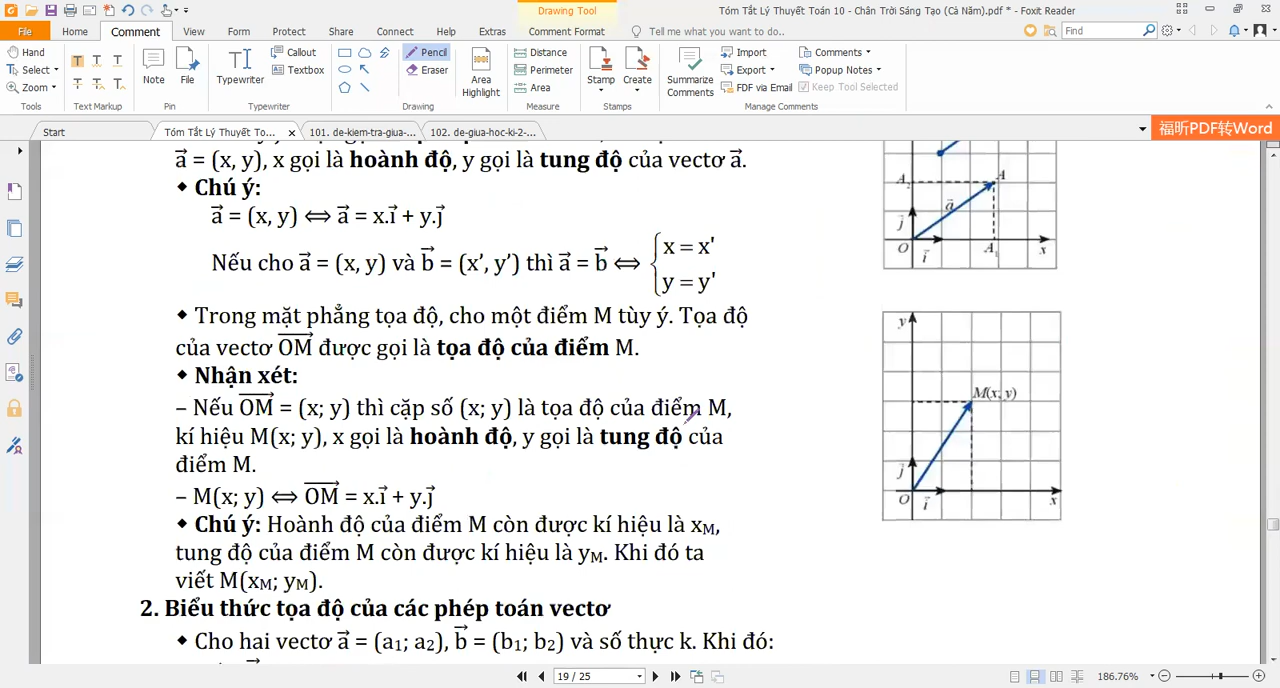 Drawing Tool
Tóm Tắt Lý Thuyết Toán 10 - Chân Trời Sáng Tạo (Cả Năm).pdf * - Foxit Reader
File Home Comment View Form Protect Share Connect Help Extras Comment Format Tell me what you want to do.. Find
Hand
Select
Zoom
Tools
Text Markup
Note
File
Pin
Typewriter
Callout
Textbox
Typewriter
Pencil
Eraser
Area Highlight
Drawing
Distance
Perimeter
Area
Measure
Stamp
Create
Stamps
Summarize Comments
Import
Export
FDF via Email
Comments
Popup Notes
Keep Tool Selected
Manage Comments
Start
Tóm Tắt Lý Thuyết To...
101. de-kiem-tra-giua-...
102. de-giua-hoc-ki-2-...
福昕PDF转Word
a⃗ = (x, y), x gọi là hoành độ, y gọi là tung độ của vectơ a⃗.
◆ Chú ý:
a⃗ = (x, y) ⟺ a⃗ = x.i⃗ + y.j⃗
Nếu cho a⃗ = (x, y) và b⃗ = (x’, y’) thì a⃗ = b⃗ ⟺ { x = x'
y = y'
◆ Trong mặt phẳng tọa độ, cho một điểm M tùy ý. Tọa độ
của vectơ OM⃗ được gọi là tọa độ của điểm M.
◆ Nhận xét:
– Nếu OM⃗ = (x; y) thì cặp số (x; y) là tọa độ của điểm M,
kí hiệu M(x; y), x gọi là hoành độ, y gọi là tung độ của
điểm M.
– M(x; y) ⟺ OM⃗ = x.i⃗ + y.j⃗
◆ Chú ý: Hoành độ của điểm M còn được kí hiệu là xM,
tung độ của điểm M còn được kí hiệu là yM. Khi đó ta
viết M(xM; yM).
2. Biểu thức tọa độ của các phép toán vectơ
◆ Cho hai vectơ a⃗ = (a1; a2), b⃗ = (b1; b2) và số thực k. Khi đó:
A2
A
a⃗
j⃗
O
i⃗
A1
x
y
M(x; y)
j⃗
O
i⃗
x
19 / 25
186.76%